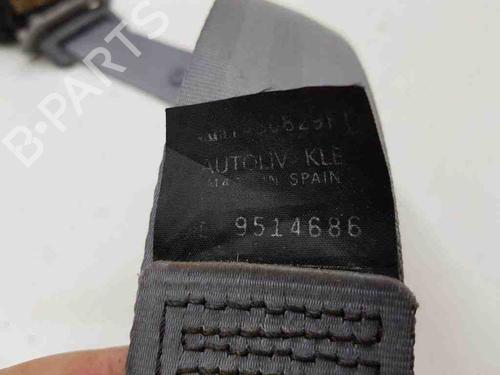 B-PARTS
AUTOLIV KLE
MADE IN SPAIN
E 9514686